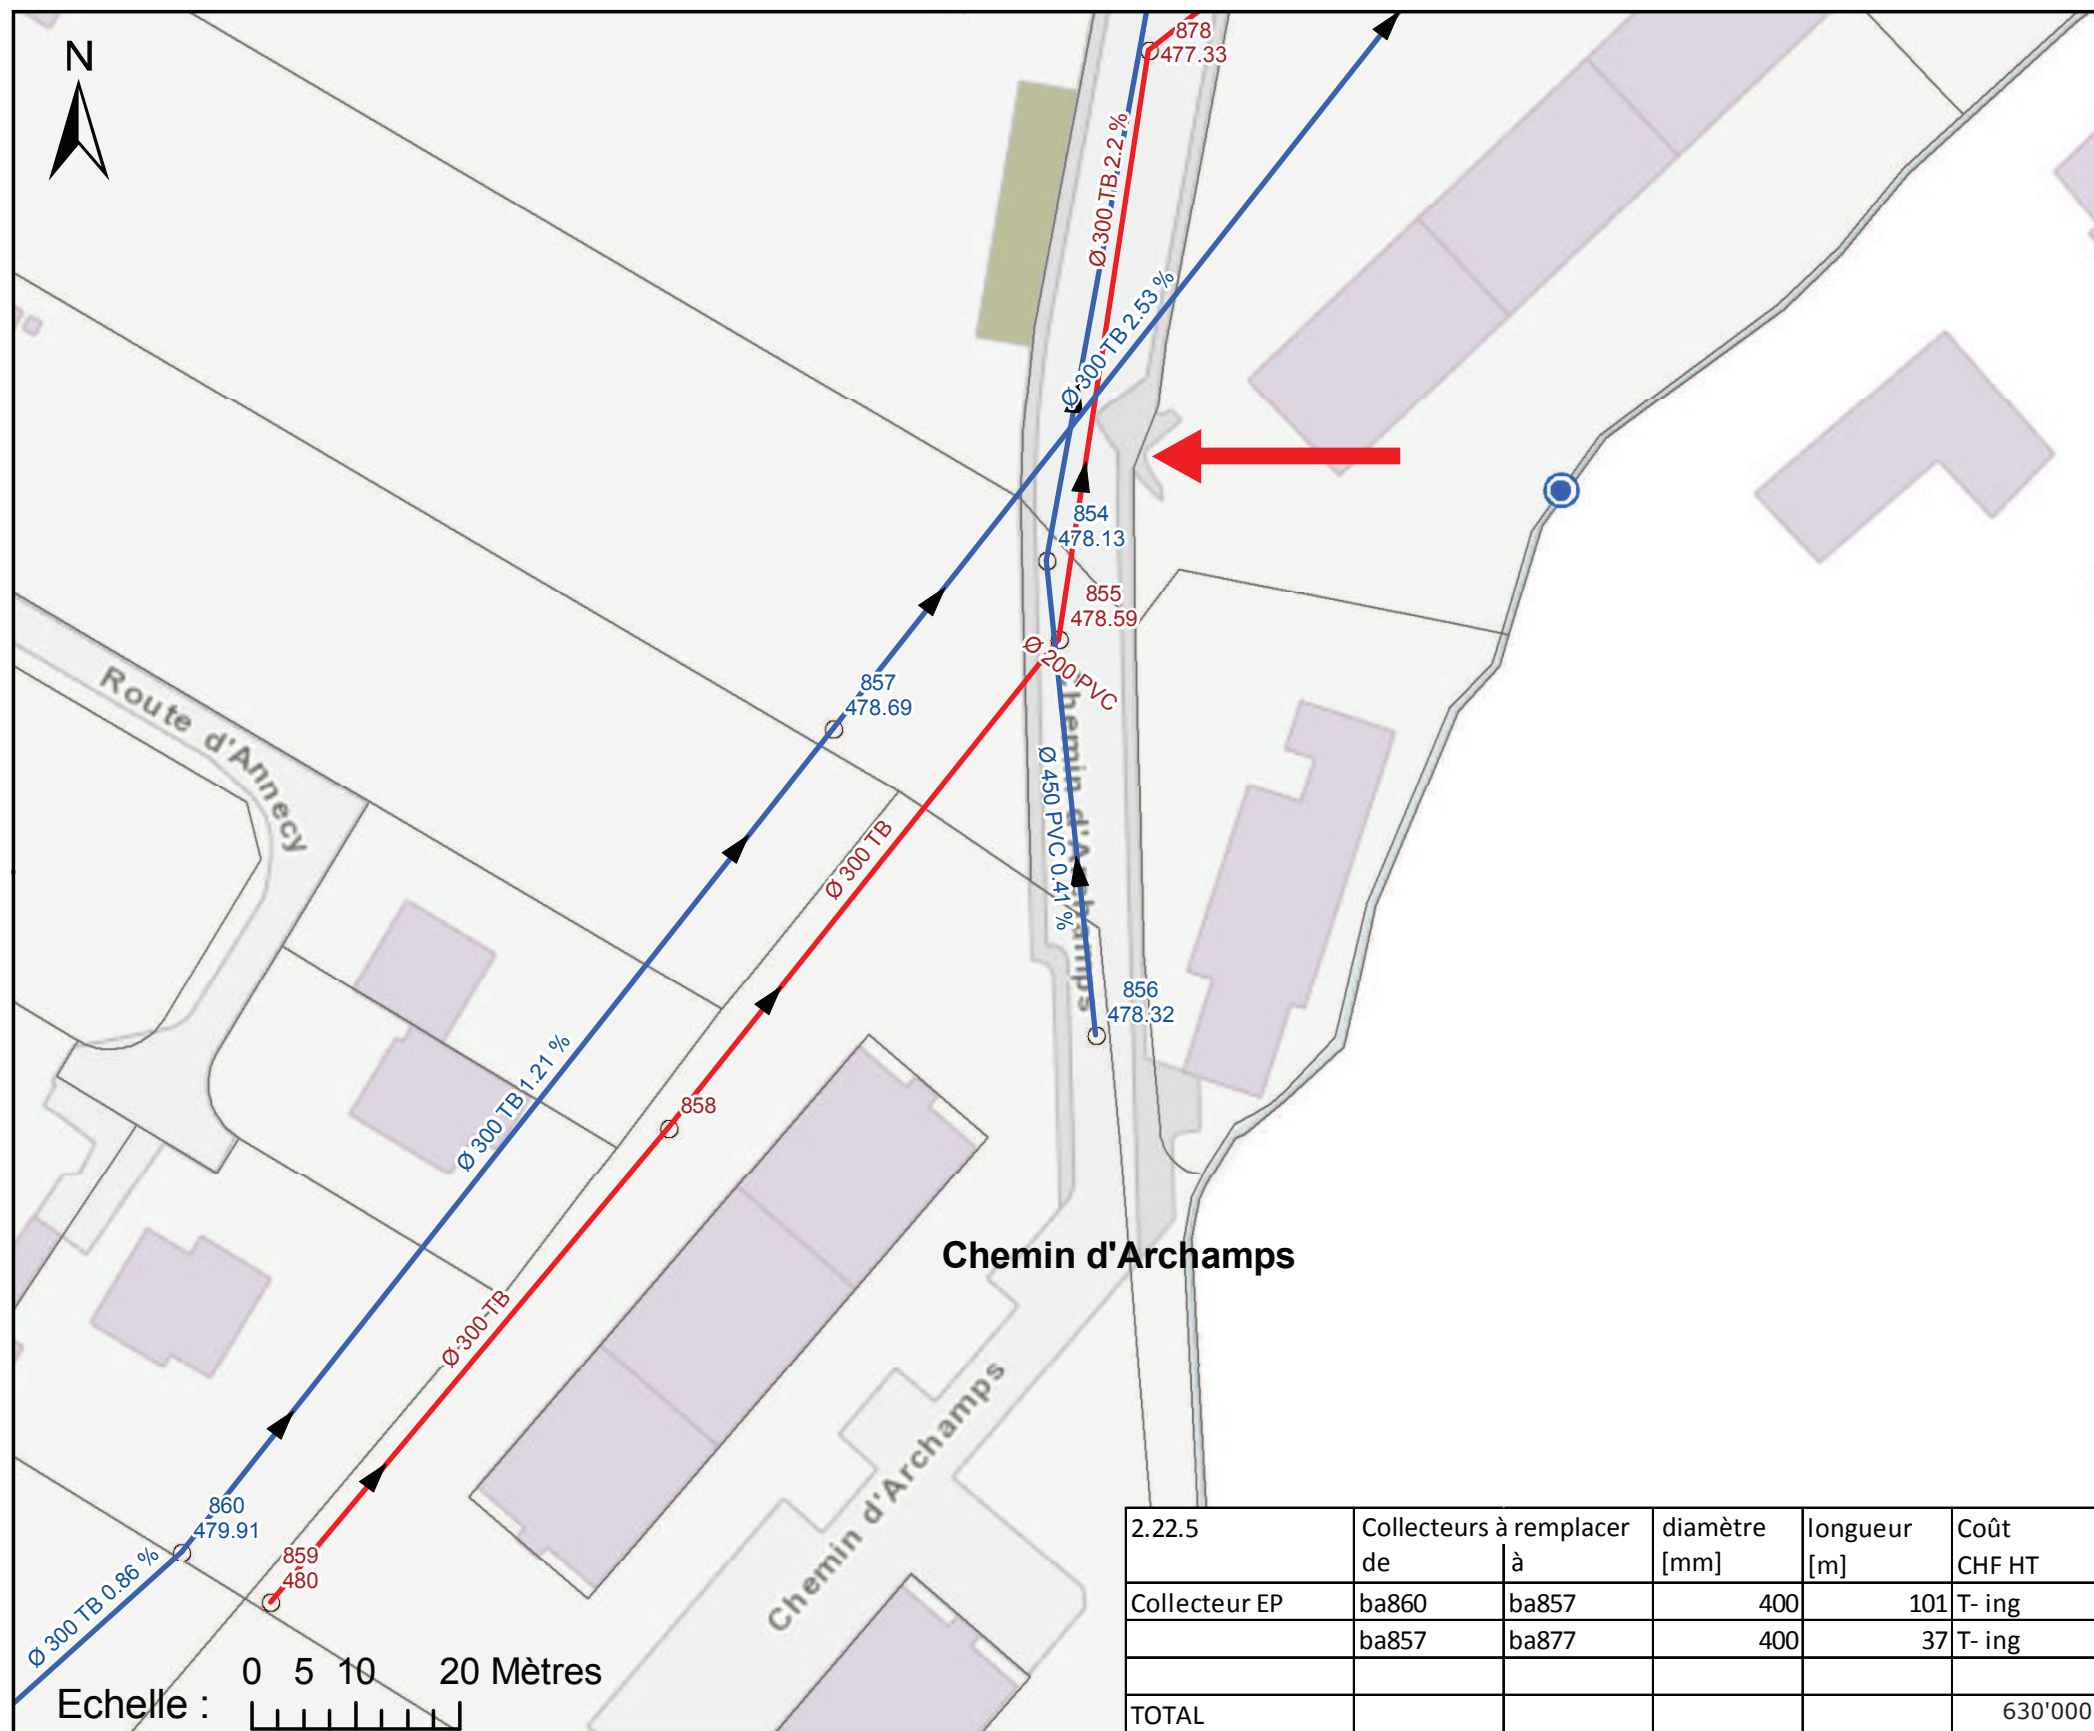 N
878
477.33
Ø 300 TB 2.2 %
Ø 300 TB 2.53 %
854
478.13
855
478.59
Ø 200 PVC
Route d'Annecy
857
478.69
Ø 300 TB
Ø 450 PVC 0.41 %
Chemin d'Archamps
856
478.32
Ø 300 TB 1.21 %
858
Chemin d'Archamps
Ø 300 TB
Chemin d'Archamps
860
479.91
859
480
Ø 300 TB 0.86 %
0 5 10 20 Mètres
Echelle :
2.22.5 Collecteurs à remplacer diamètre longueur Coût
de à [mm] [m] CHF HT
Collecteur EP ba860 ba857 400 101 T- ing
ba857 ba877 400 37 T- ing
TOTAL 630'000